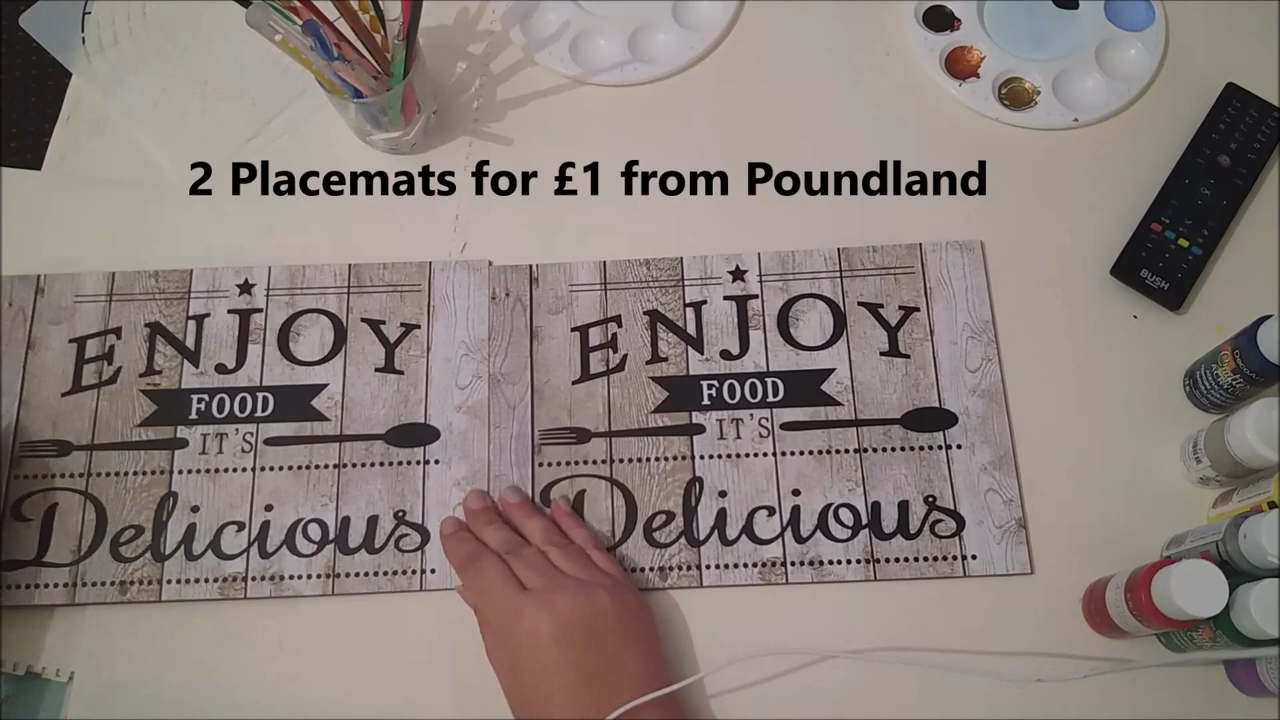 2 Placemats for £1 from Poundland
ENJOY
FOOD
IT'S
Delicious
ENJOY
FOOD
IT'S
Delicious
BUSH